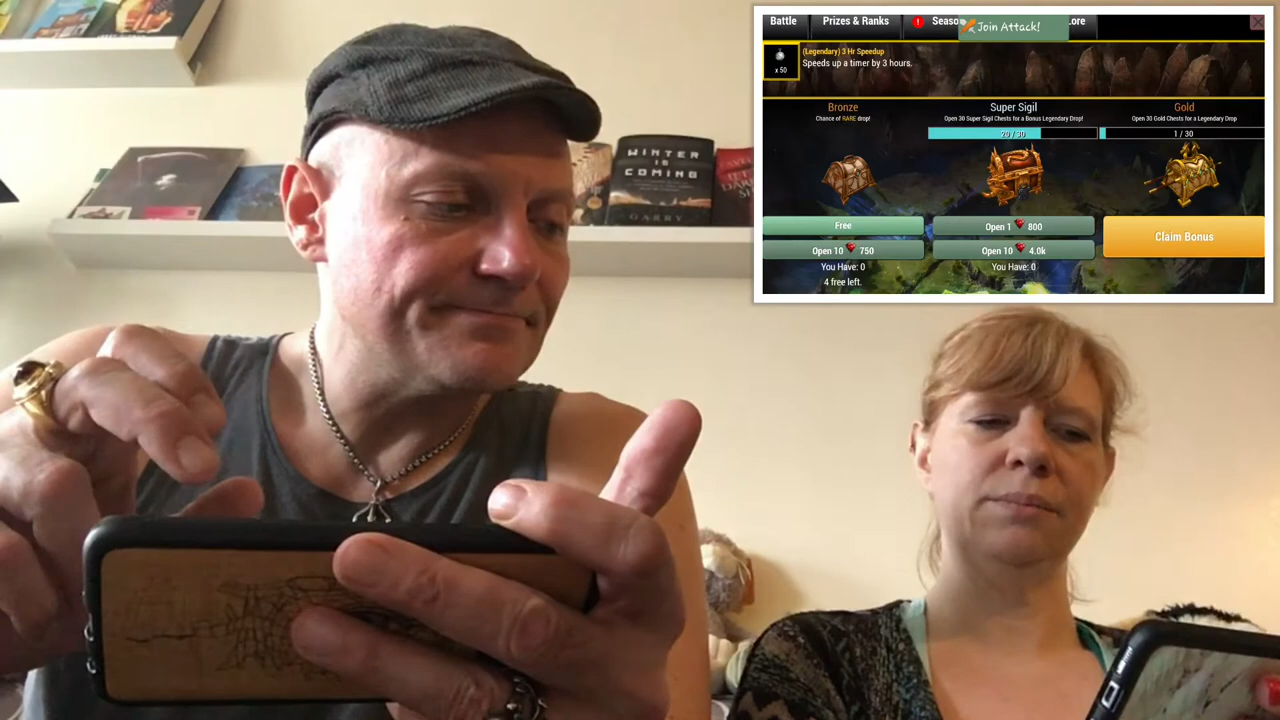 Battle
Prizes & Ranks
Join Attack!
(Legendary) 3 Hr Speedup
Speeds up a timer by 3 hours.
x 50
Bronze
Chance of RARE drop!
Super Sigil
Open 30 Super Sigil Chests for a Bonus Legendary Drop!
20 / 30
Gold
Open 30 Gold Chests for a Legendary Drop
1 / 30
Free
Open 10 750
You Have: 0
4 free left.
Open 1 800
Open 10 4.0k
You Have: 0
Claim Bonus
WINTER
IS
COMING
GARRY